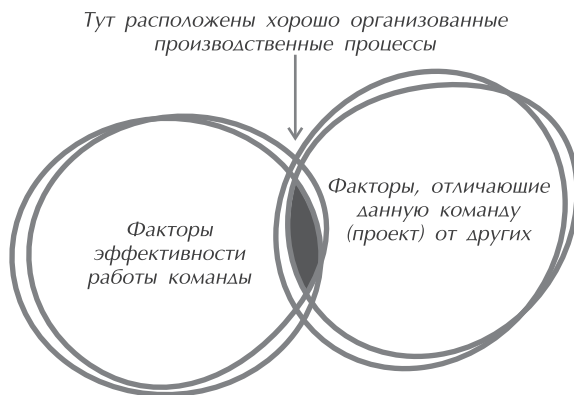 Тут расположены хорошо организованные
производственные процессы
Факторы
эффективности
работы команды
Факторы, отличающие
данную команду
(проект) от других